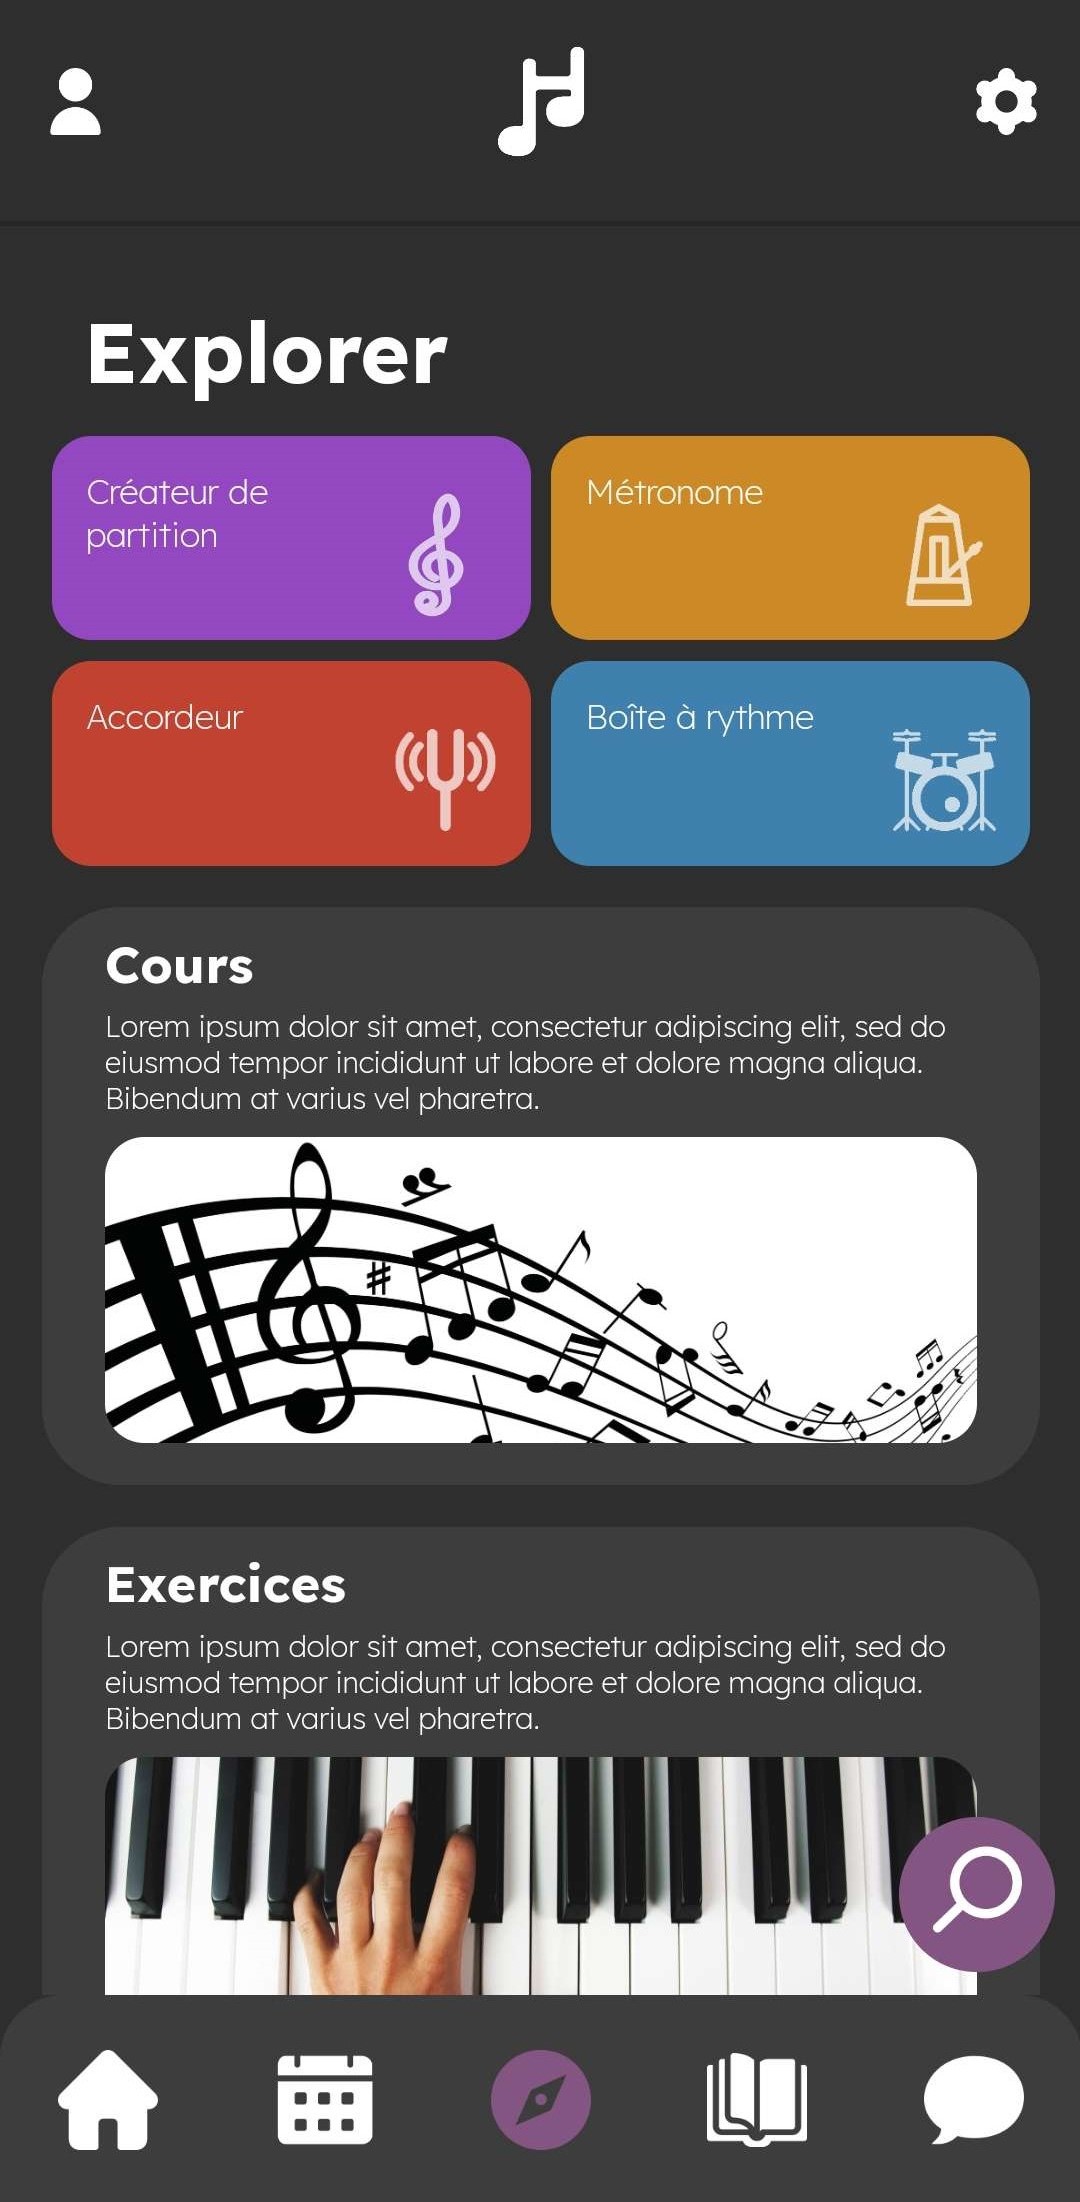 Explorer
Créateur de
partition
Métronome
Accordeur
Boîte à rythme
Cours
Lorem ipsum dolor sit amet, consectetur adipiscing elit, sed do
eiusmod tempor incididunt ut labore et dolore magna aliqua.
Bibendum at varius vel pharetra.
Exercices
Lorem ipsum dolor sit amet, consectetur adipiscing elit, sed do
eiusmod tempor incididunt ut labore et dolore magna aliqua.
Bibendum at varius vel pharetra.